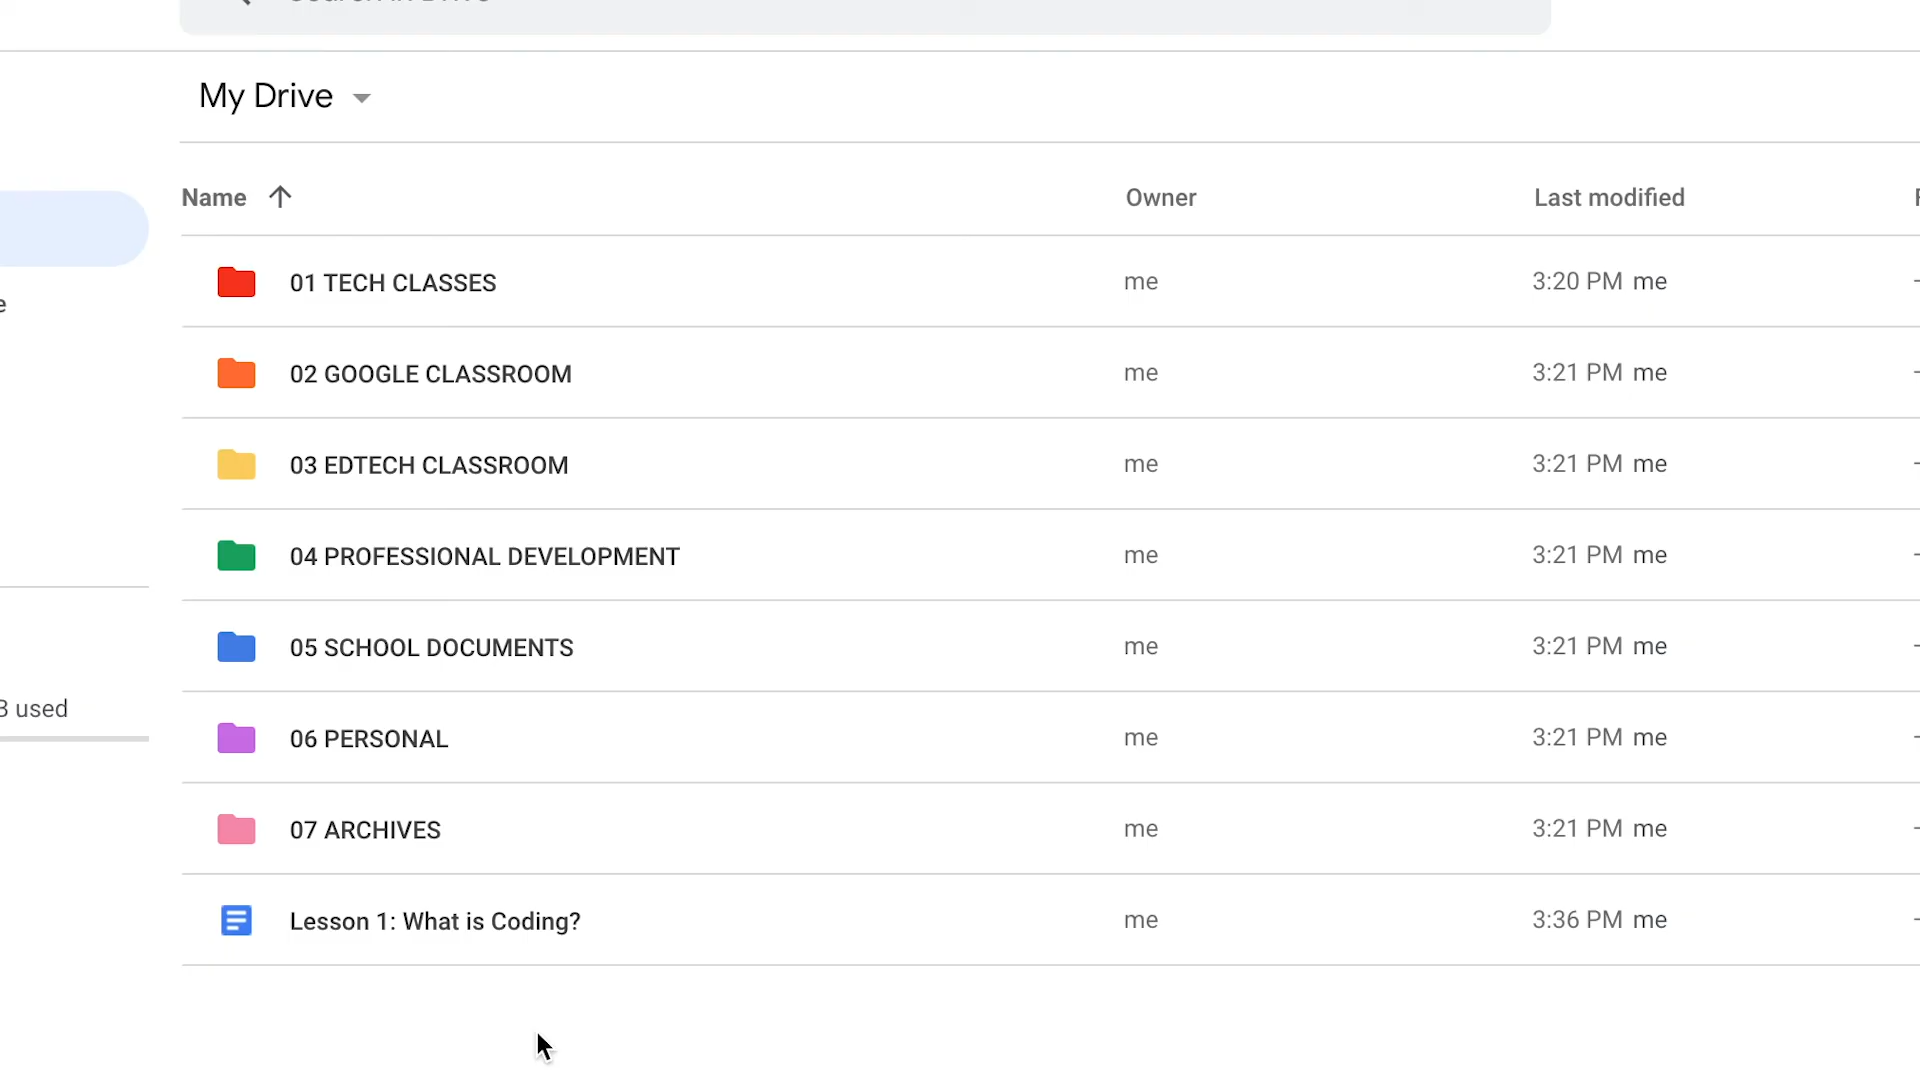 My Drive
Name Owner Last modified
01 TECH CLASSES me 3:20 PM me
02 GOOGLE CLASSROOM me 3:21 PM me
03 EDTECH CLASSROOM me 3:21 PM me
04 PROFESSIONAL DEVELOPMENT me 3:21 PM me
05 SCHOOL DOCUMENTS me 3:21 PM me
used
06 PERSONAL me 3:21 PM me
07 ARCHIVES me 3:21 PM me
Lesson 1: What is Coding? me 3:36 PM me